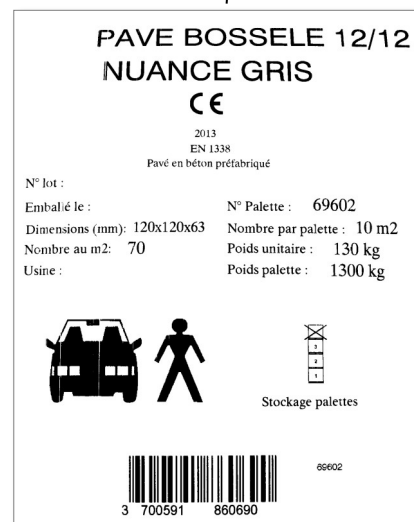 PAVE BOSSELE 12/12
NUANCE GRIS
CE
2013
EN 1338
Pavé en béton préfabriqué
N° lot :
Emballé le :
N° Palette : 69602
Dimensions (mm): 120x120x63
Nombre par palette : 10 m2
Nombre au m2: 70
Poids unitaire : 130 kg
Usine :
Poids palette : 1300 kg
3
2
1
Stockage palettes
69602
3 700591 860690